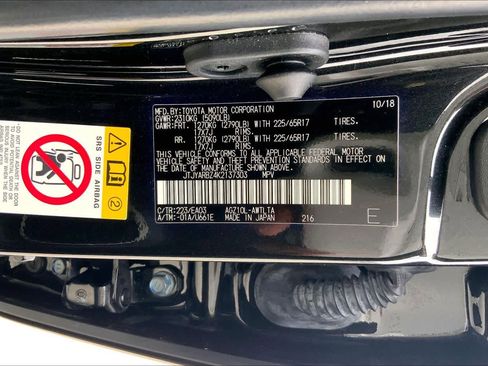 MFD.BY:TOYOTA MOTOR CORPORATION 10/18
GVWR:2310KG (5090LB)
GAWR:FRT. 1270KG (2790LB) WITH 225/65R17
17X7J RIMS,
RR. 1270KG (2790LB) WITH 225/65R17
17X7J RIMS,
THIS VEHICLE CONFORMS TO ALL APPLICABLE FEDERAL MOTOR
VEHICLE SAFETY, BUMPER, AND THEFT PREVENTION STANDARDS
IN EFFECT ON THE DATE OF MANUFACTURE SHOWN ABOVE.
JTJYARBZ4K2137303 MPV
C/TR:223/EA03 AGZ10L-AWTLTA
A/TM:-01A/U661E MADE IN JAPAN 216 E
SRS SIDE AIRBAG